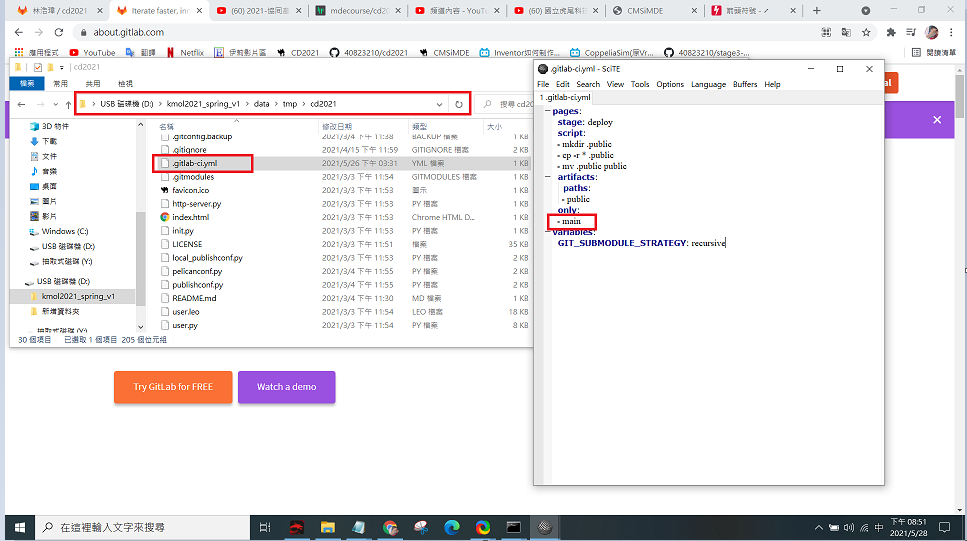 林浩瑋 / cd2021
Iterate faster, inn
(60) 2021-協同產
mdecourse/cd20
頻道內容 - YouTu
(60) 國立虎尾科技
CMSiMDE
箭頭符號 - ↗
about.gitlab.com
應用程式
YouTube
翻譯
Netflix
伊莉影片區
CD2021
40823210/cd2021
CMSiMDE
Inventor如何制作...
CoppeliaSim(原Vr...
40823210/stage3-...
閱讀清單
cd2021
檔案 常用 共用 檢視
USB 磁碟機 (D:) > kmol2021_spring_v1 > data > tmp > cd2021
搜尋 cd20
3D 物件
下載
文件
音樂
桌面
圖片
影片
Windows (C:)
USB 磁碟機 (D:)
抽取式磁碟 (Y:)
USB 磁碟機 (D:)
kmol2021_spring_v1
新增資料夾
抽取式磁碟 (Y:)
名稱 修改日期 類型 大小
.gitconfig.backup 2021/3/4 下午 11:38 BACKUP 檔案 1 KB
.gitignore 2021/4/15 下午 11:59 GITIGNORE 檔案 2 KB
.gitlab-ci.yml 2021/5/26 下午 03:31 YML 檔案 1 KB
.gitmodules 2021/3/3 下午 11:54 GITMODULES 檔案 1 KB
favicon.ico 2021/3/3 下午 11:54 圖示 1 KB
http-server.py 2021/3/3 下午 11:54 PY 檔案 1 KB
index.html 2021/3/3 下午 11:54 Chrome HTML D... 1 KB
init.py 2021/3/3 下午 11:54 PY 檔案 1 KB
LICENSE 2021/3/3 下午 11:54 檔案 35 KB
local_publishconf.py 2021/3/3 下午 11:54 PY 檔案 2 KB
pelicanconf.py 2021/3/4 下午 11:55 PY 檔案 2 KB
publishconf.py 2021/3/4 下午 11:55 PY 檔案 2 KB
README.md 2021/3/4 下午 11:30 MD 檔案 1 KB
user.leo 2021/3/3 下午 11:54 LEO 檔案 18 KB
user.py 2021/3/3 下午 11:54 PY 檔案 8 KB
30 個項目 已選取 1 個項目 205 個位元組
.gitlab-ci.yml - SciTE
File Edit Search View Tools Options Language Buffers Help
1 .gitlab-ci.yml
pages:
stage: deploy
script:
- mkdir .public
- cp -r * .public
- mv .public public
artifacts:
paths:
- public
only:
- main
variables:
GIT_SUBMODULE_STRATEGY: recursive
Try GitLab for FREE
Watch a demo
在這裡輸入文字來搜尋
中
下午 08:51
2021/5/28